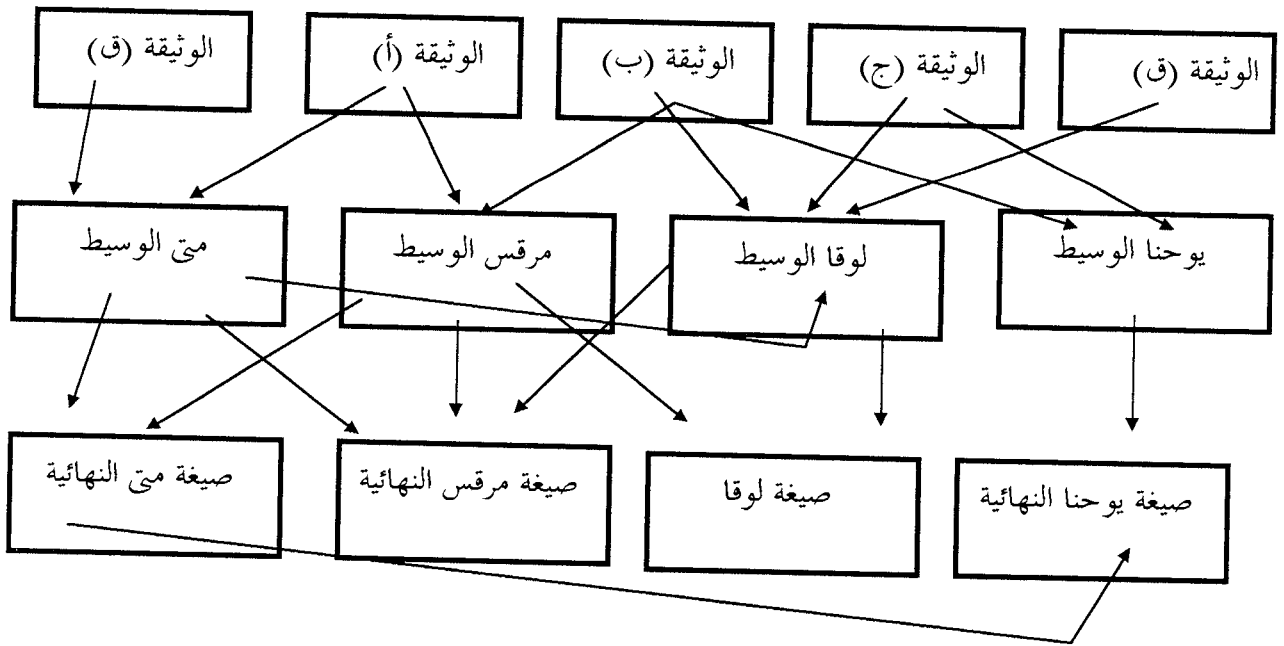 الوثيقة (ق)
الوثيقة (ج)
الوثيقة (ب)
الوثيقة (أ)
الوثيقة (ق)
يوحنا الوسيط
لوقا الوسيط
مرقس الوسيط
متى الوسيط
صيغة يوحنا النهائية
صيغة لوقا
صيغة مرقس النهائية
صيغة متى النهائية